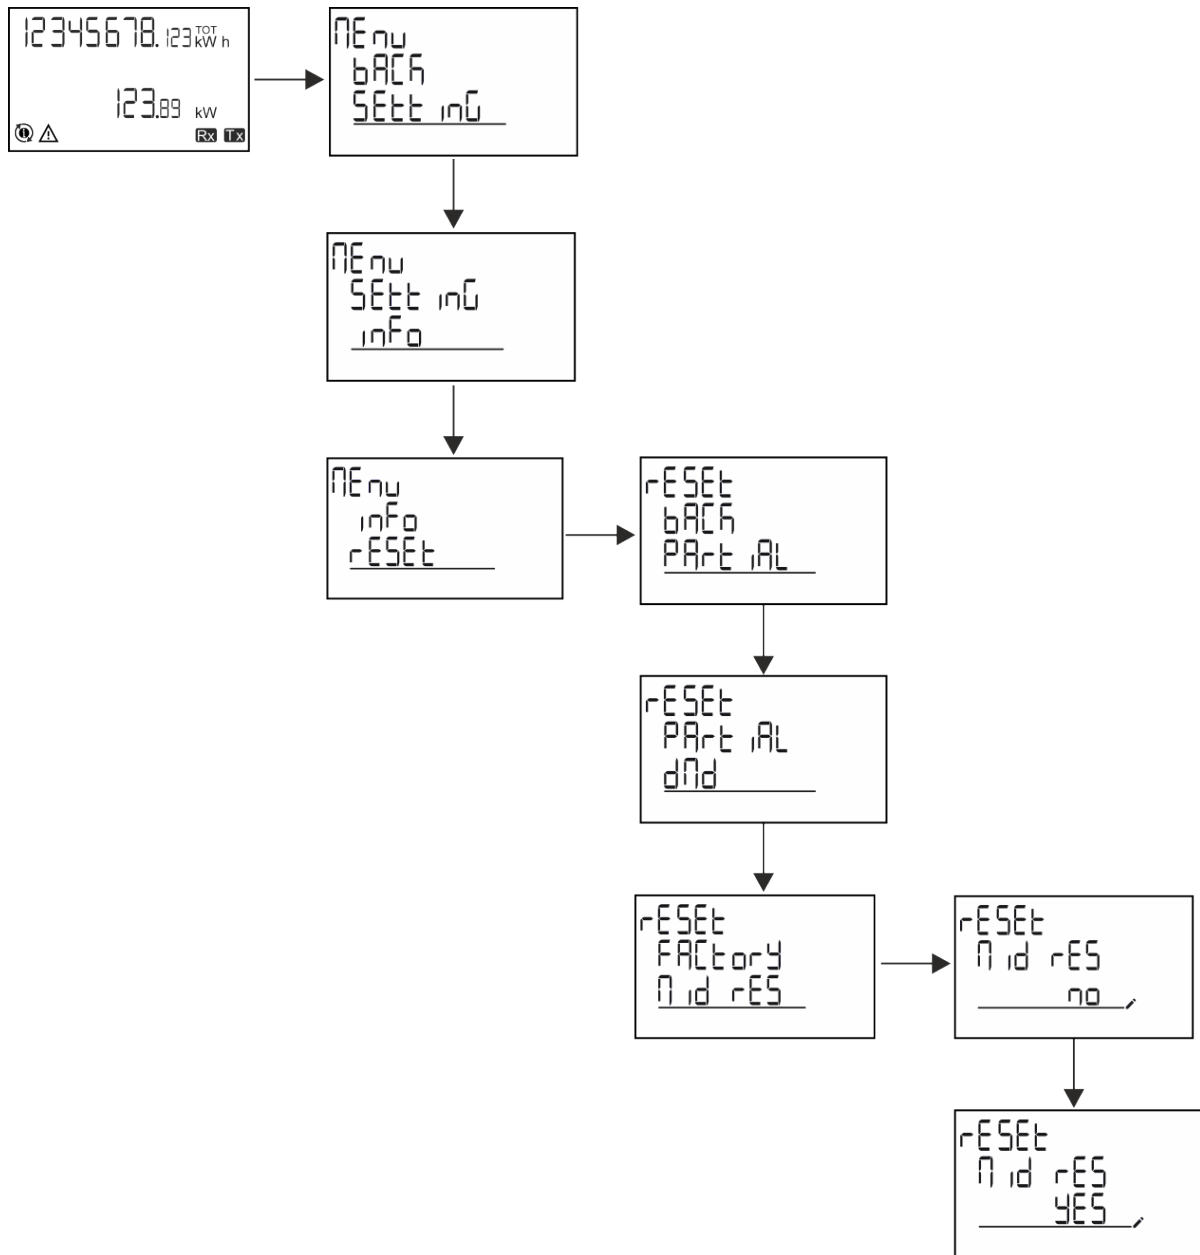 12345678.123 TOT kWh
123.89 kW
Rx Tx
MEnu
bACK
SEttinG
MEnu
SEttinG
inFo
MEnu
inFo
rESEt
rESEt
bACK
PArtiAL
rESEt
PArtiAL
dMd
rESEt
FACtorY
Mid rES
rESEt
Mid rES
no
rESEt
Mid rES
YES